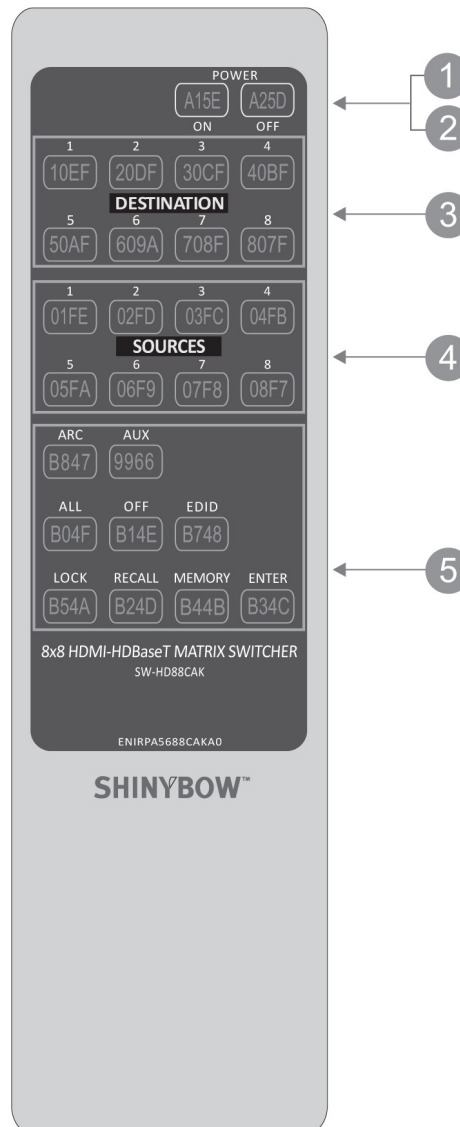 POWER
A15E A25D
ON OFF
1 2 3 4
10EF 20DF 30CF 40BF
DESTINATION
5 6 7 8
50AF 609A 708F 807F
1 2 3 4
01FE 02FD 03FC 04FB
SOURCES
5 6 7 8
05FA 06F9 07F8 08F7
ARC AUX
B847 9966
ALL OFF EDID
B04F B14E B748
LOCK RECALL MEMORY ENTER
B54A B24D B44B B34C
8x8 HDMI-HDBaseT MATRIX SWITCHER
SW-HD88CAK
ENIRPA5688CAKA0
SHINYBOW™
1
2
3
4
5